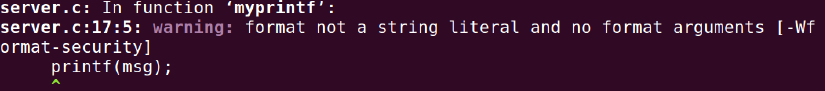 server.c: In function ‘myprintf’:
server.c:17:5: warning: format not a string literal and no format arguments [-Wf
ormat-security]
     printf(msg);
     ^